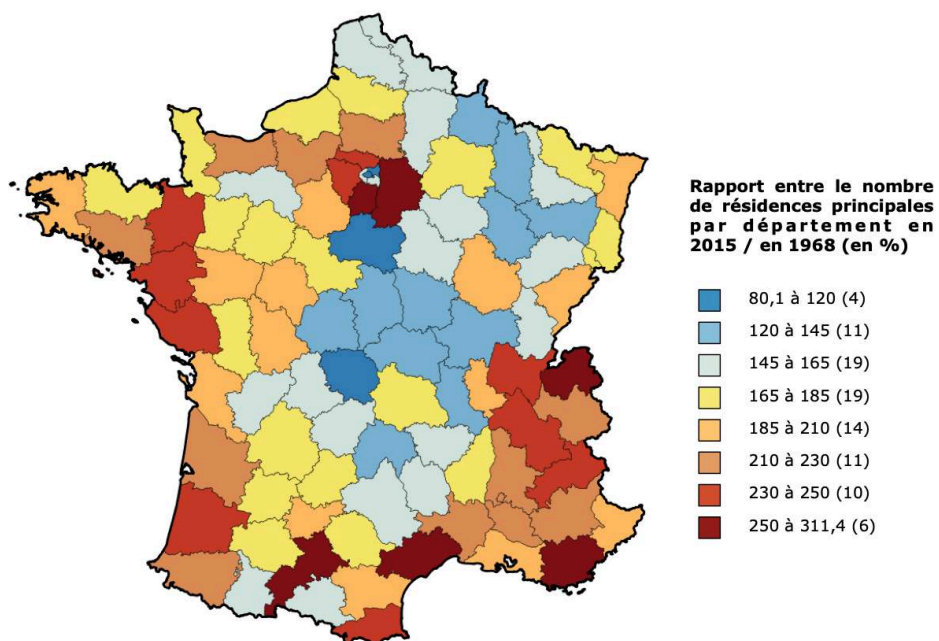 Rapport entre le nombre
de résidences principales
par département en
2015 / en 1968 (en %)
80,1 à 120 (4)
120 à 145 (11)
145 à 165 (19)
165 à 185 (19)
185 à 210 (14)
210 à 230 (11)
230 à 250 (10)
250 à 311,4 (6)